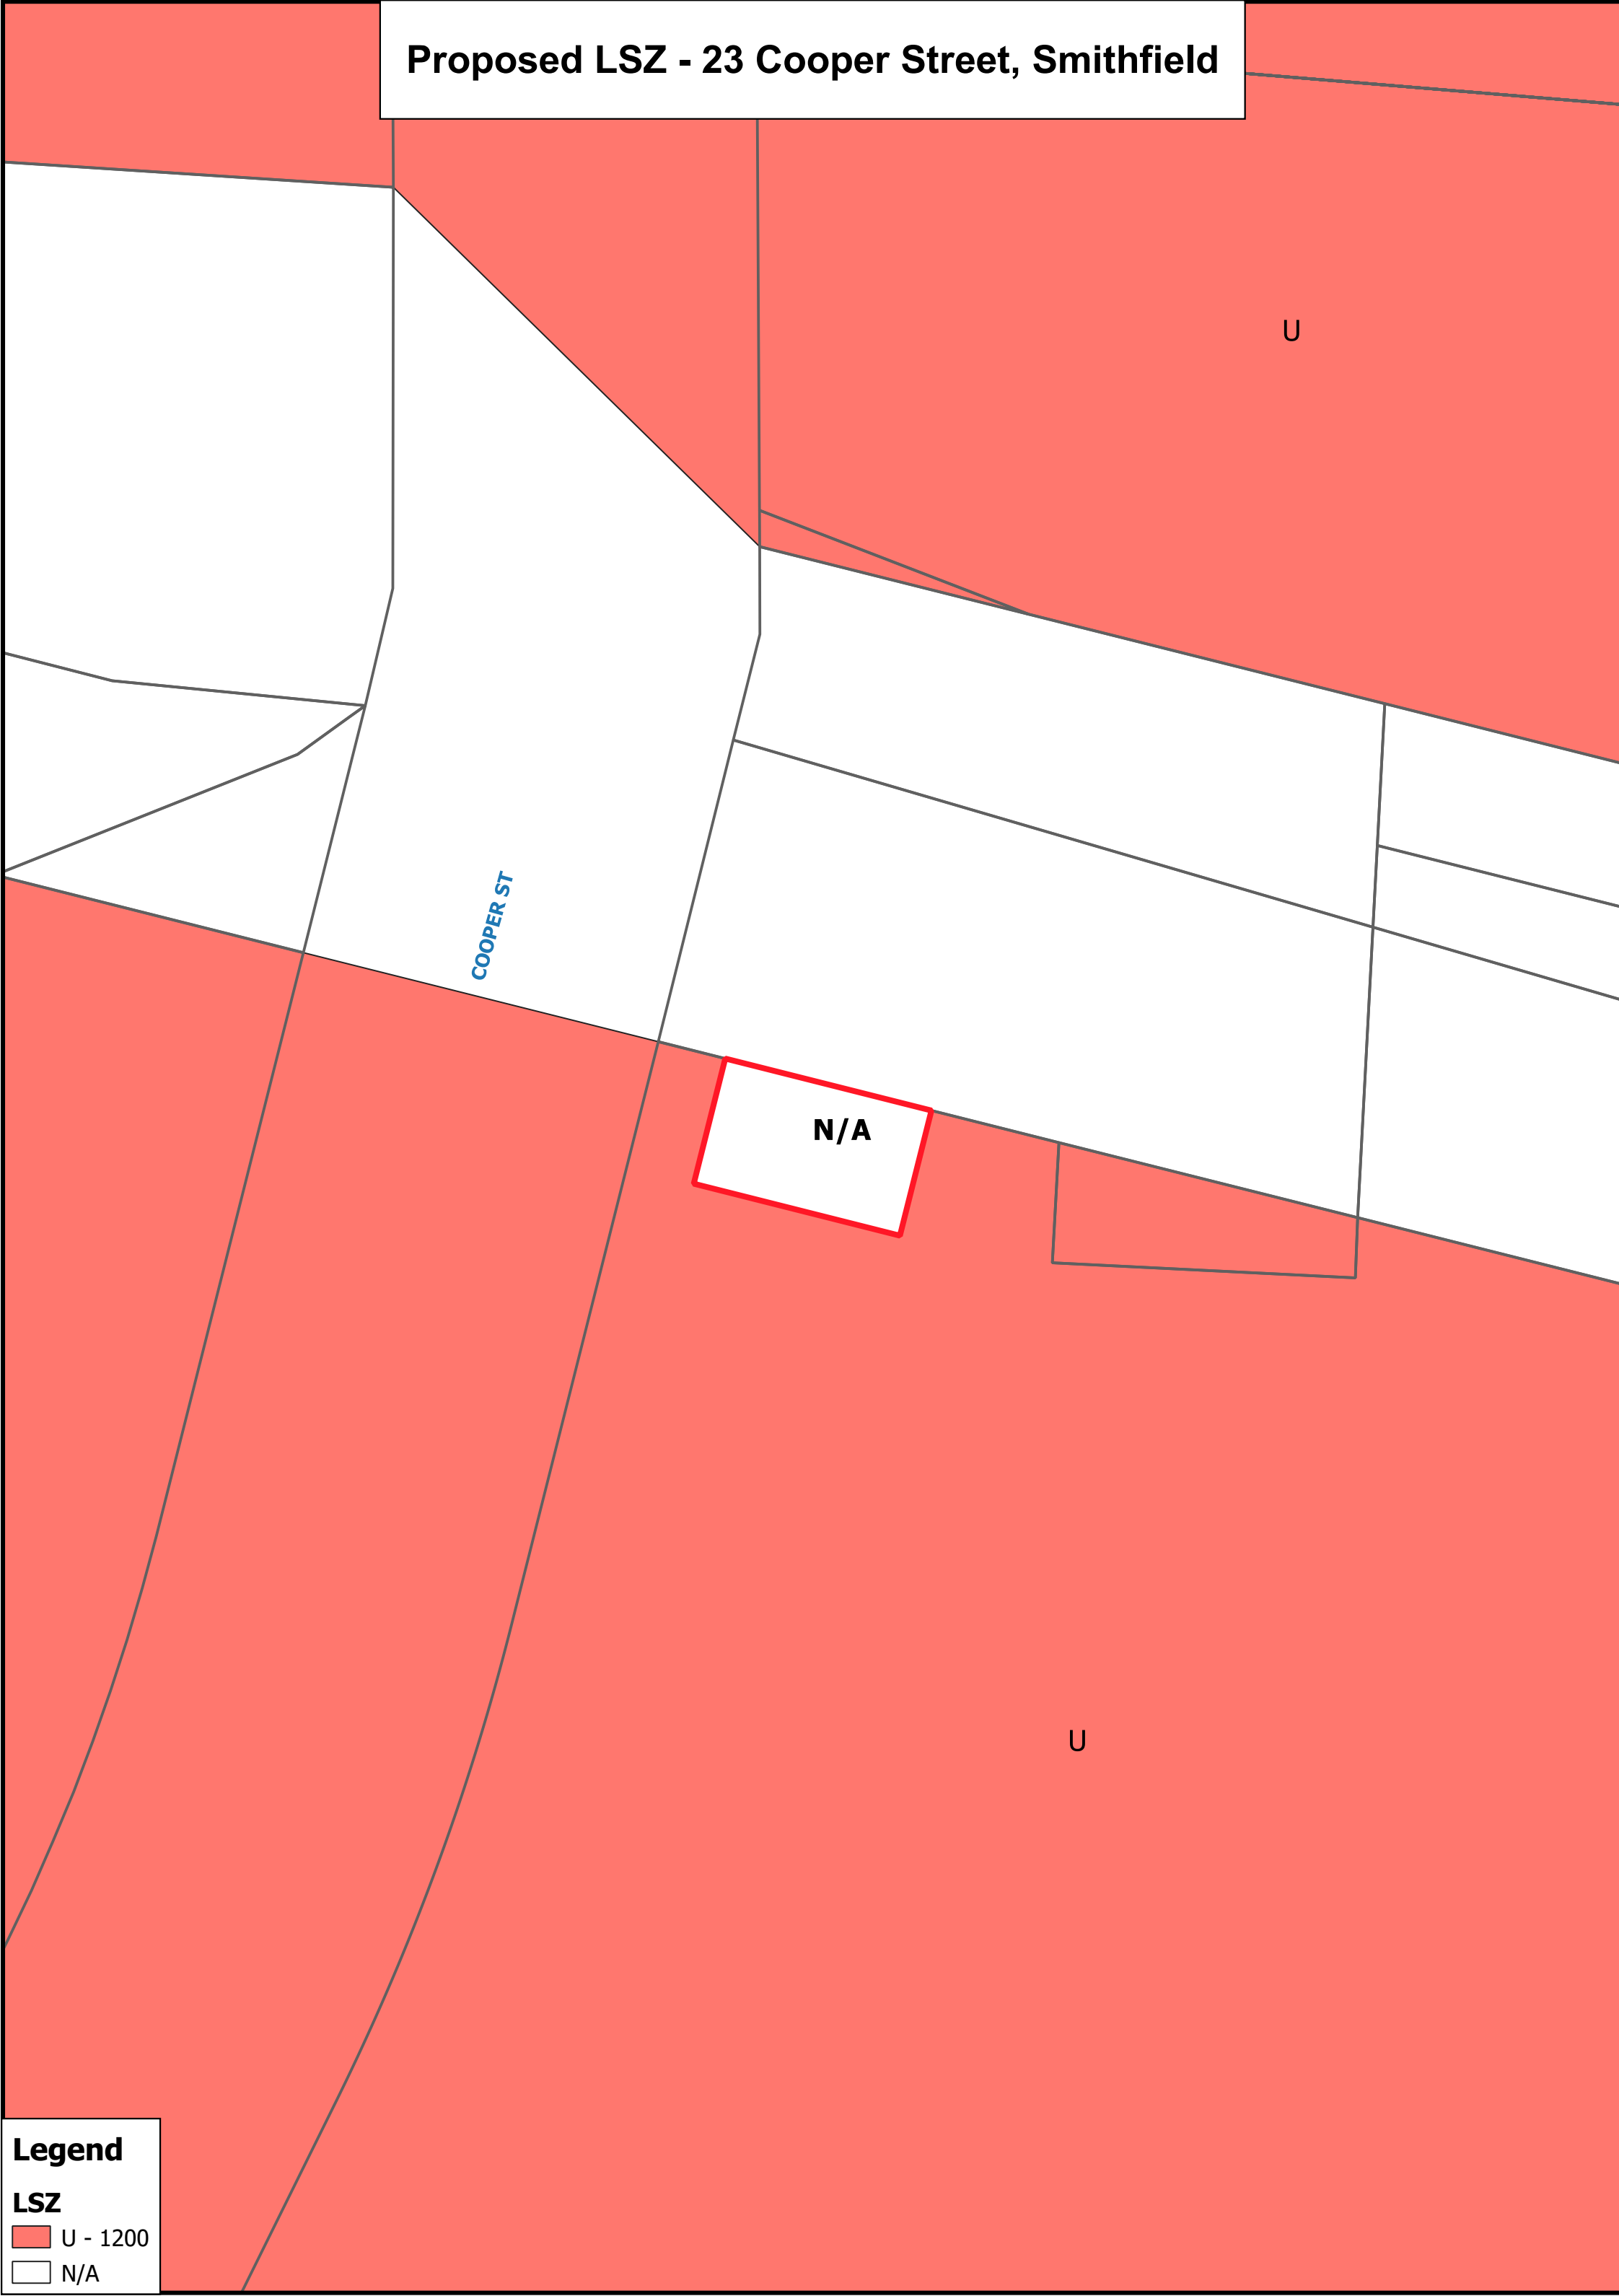 Proposed LSZ - 23 Cooper Street, Smithfield
U
COOPER ST
N/A
U
Legend
LSZ
U - 1200
N/A